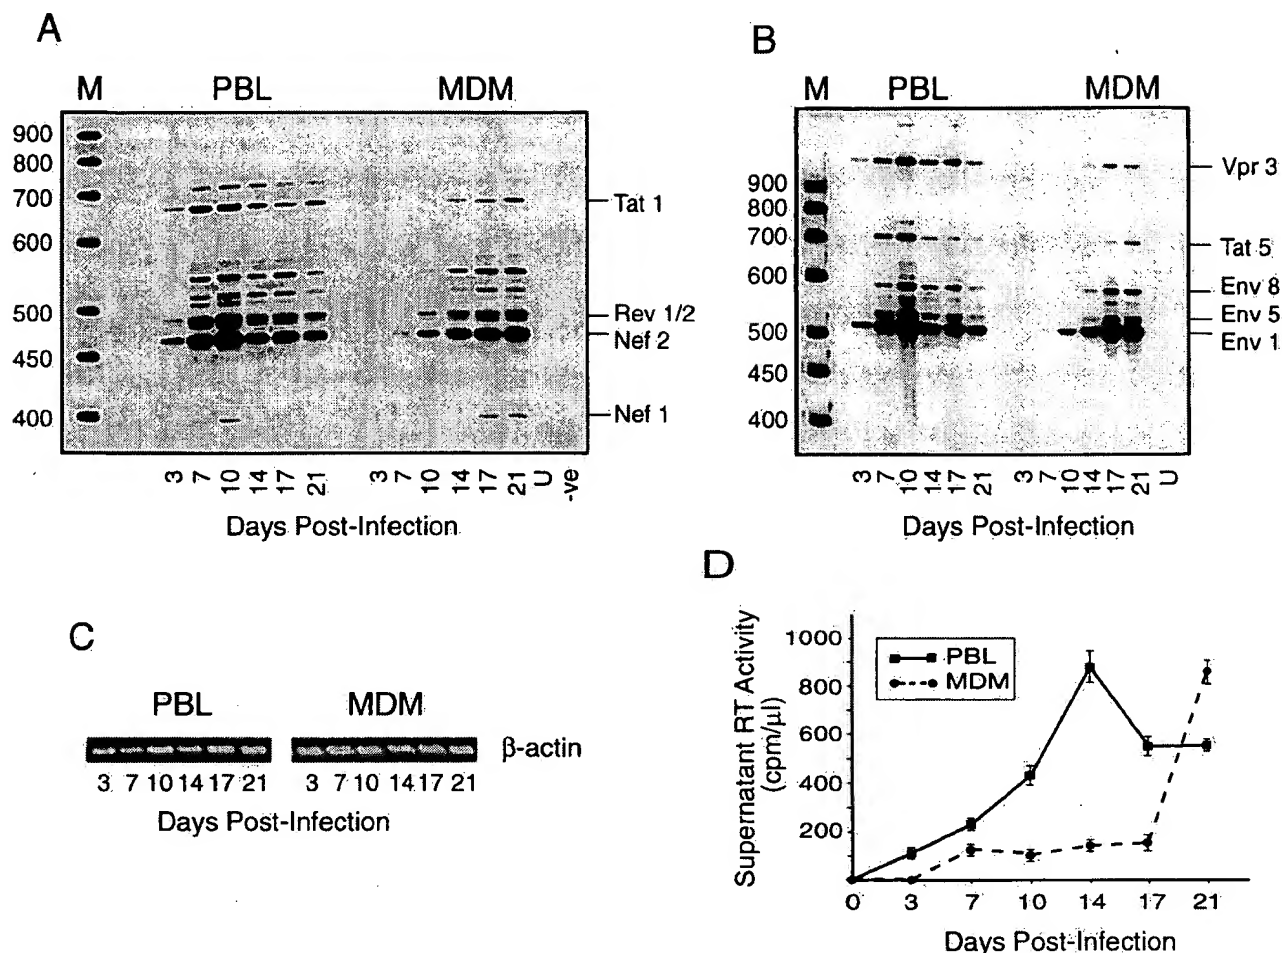 A
M PBL MDM
900
800
700
600
500
450
400
Tat 1
Rev 1/2
Nef 2
Nef 1
3 7 10 14 17 21 3 7 10 14 17 21 U -ve
Days Post-Infection
B
M PBL MDM
900
800
700
600
500
450
400
Vpr 3
Tat 5
Env 8
Env 5
Env 1
3 7 10 14 17 21 3 7 10 14 17 21 U
Days Post-Infection
C
PBL MDM
β-actin
3 7 10 14 17 21 3 7 10 14 17 21
Days Post-Infection
D
Supernatant RT Activity
(cpm/μl)
1000
800
600
400
200
PBL
MDM
0 3 7 10 14 17 21
Days Post-Infection